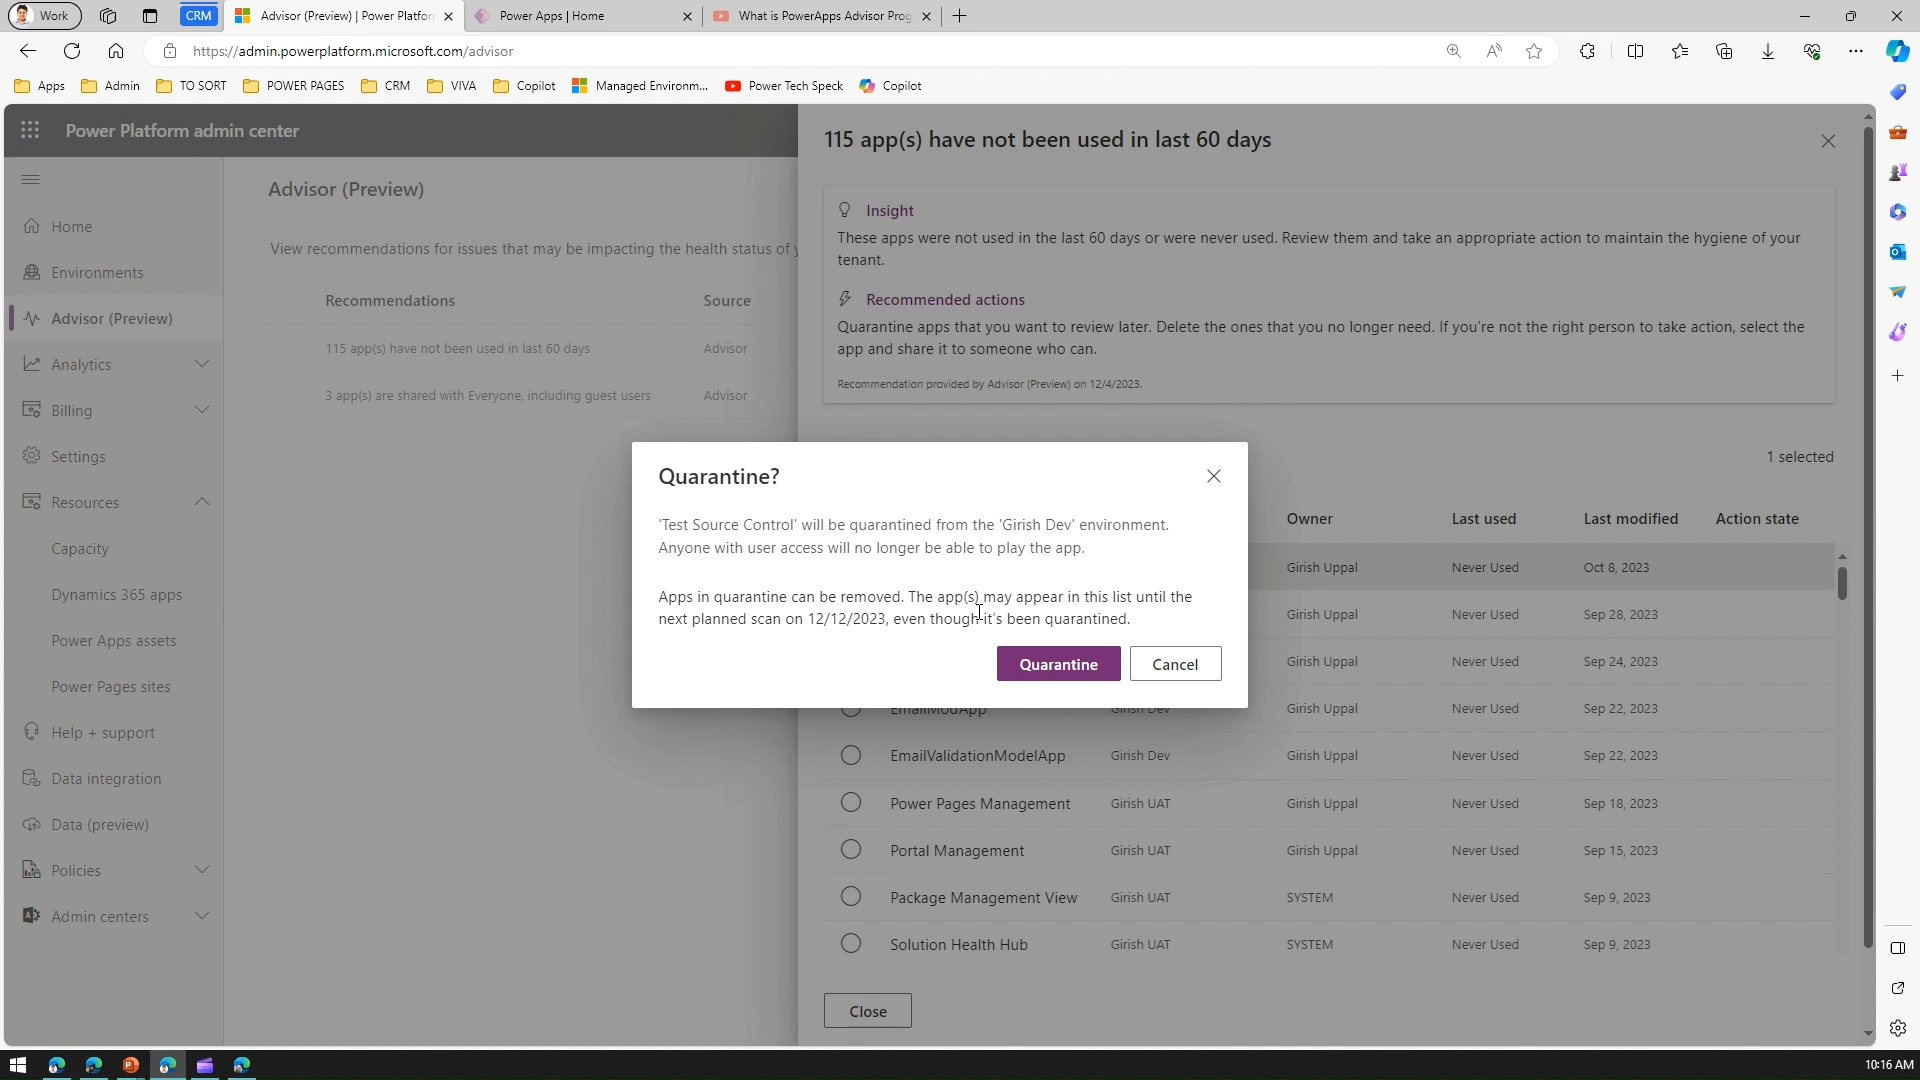 Work
CRM
Advisor (Preview) | Power Platfor
Power Apps | Home
What is PowerApps Advisor Prog
https://admin.powerplatform.microsoft.com/advisor
Apps
Admin
TO SORT
POWER PAGES
CRM
VIVA
Copilot
Managed Environm...
Power Tech Speck
Copilot
Power Platform admin center
Home
Environments
Advisor (Preview)
Analytics
Billing
Settings
Resources
Capacity
Dynamics 365 apps
Power Apps assets
Power Pages sites
Help + support
Data integration
Data (preview)
Policies
Admin centers
Advisor (Preview)
View recommendations for issues that may be impacting the health status of y
Recommendations Source
115 app(s) have not been used in last 60 days Advisor
3 app(s) are shared with Everyone, including guest users Advisor
115 app(s) have not been used in last 60 days
Insight
These apps were not used in the last 60 days or were never used. Review them and take an appropriate action to maintain the hygiene of your
tenant.
Recommended actions
Quarantine apps that you want to review later. Delete the ones that you no longer need. If you're not the right person to take action, select the
app and share it to someone who can.
Recommendation provided by Advisor (Preview) on 12/4/2023.
1 selected
Quarantine?
'Test Source Control' will be quarantined from the 'Girish Dev' environment.
Anyone with user access will no longer be able to play the app.
Apps in quarantine can be removed. The app(s) may appear in this list until the
next planned scan on 12/12/2023, even though it's been quarantined.
Quarantine
Cancel
Owner Last used Last modified Action state
Girish Uppal Never Used Oct 8, 2023
Girish Uppal Never Used Sep 28, 2023
Girish Uppal Never Used Sep 24, 2023
EmailModApp Girish Dev Girish Uppal Never Used Sep 22, 2023
EmailValidationModelApp Girish Dev Girish Uppal Never Used Sep 22, 2023
Power Pages Management Girish UAT Girish Uppal Never Used Sep 18, 2023
Portal Management Girish UAT Girish Uppal Never Used Sep 15, 2023
Package Management View Girish UAT SYSTEM Never Used Sep 9, 2023
Solution Health Hub Girish UAT SYSTEM Never Used Sep 9, 2023
Close
10:16 AM